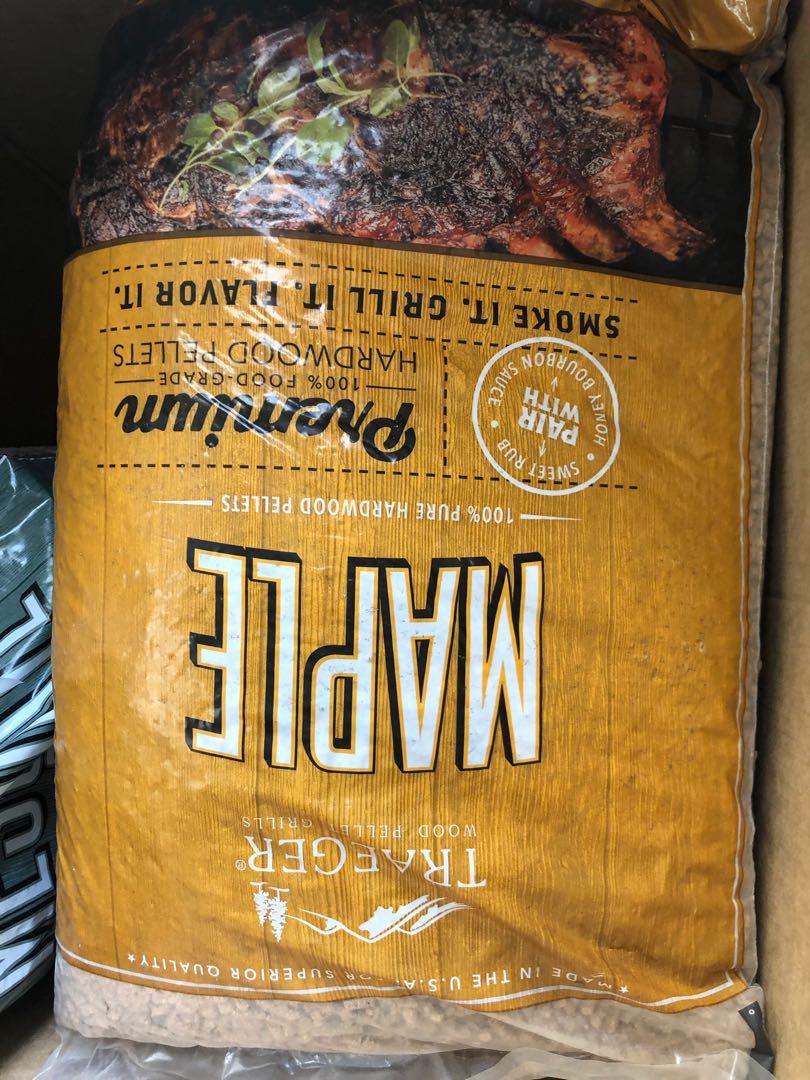 *MADE IN THE U.S.A. FOR SUPERIOR QUALITY*
TRAEGER®
WOOD PELLET GRILLS
MAPLE
100% PURE HARDWOOD PELLETS
SWEET RUB • HONEY BOURBON SAUCE •
PAIR
WITH
Premium
100% FOOD-GRADE
HARDWOOD PELLETS
SMOKE IT. GRILL IT. FLAVOR IT.